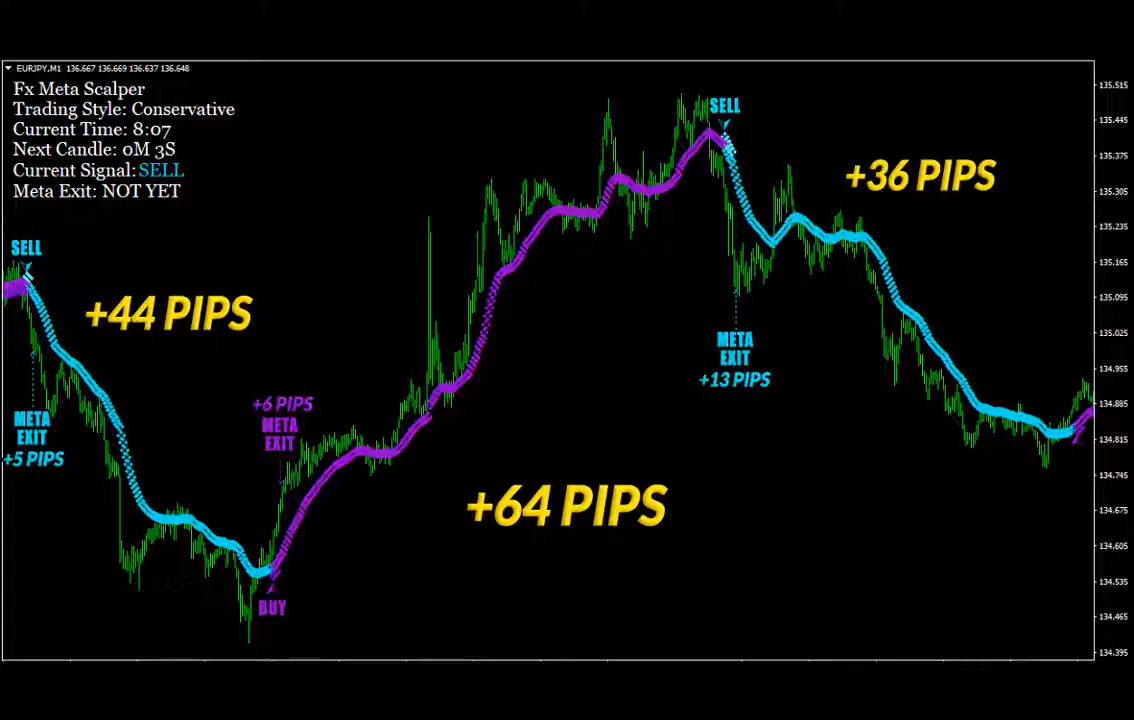 EURJPY,M1 136.667 136.669 136.637 136.648
Fx Meta Scalper
Trading Style: Conservative
Current Time: 8:07
Next Candle: 0M 3S
Current Signal: SELL
Meta Exit: NOT YET
SELL
+44 PIPS
META
EXIT
+5 PIPS
+6 PIPS
META
EXIT
BUY
+64 PIPS
SELL
+36 PIPS
META
EXIT
+13 PIPS
135.515
135.445
135.375
135.305
135.235
135.165
135.095
135.025
134.955
134.885
134.815
134.745
134.675
134.605
134.535
134.465
134.395